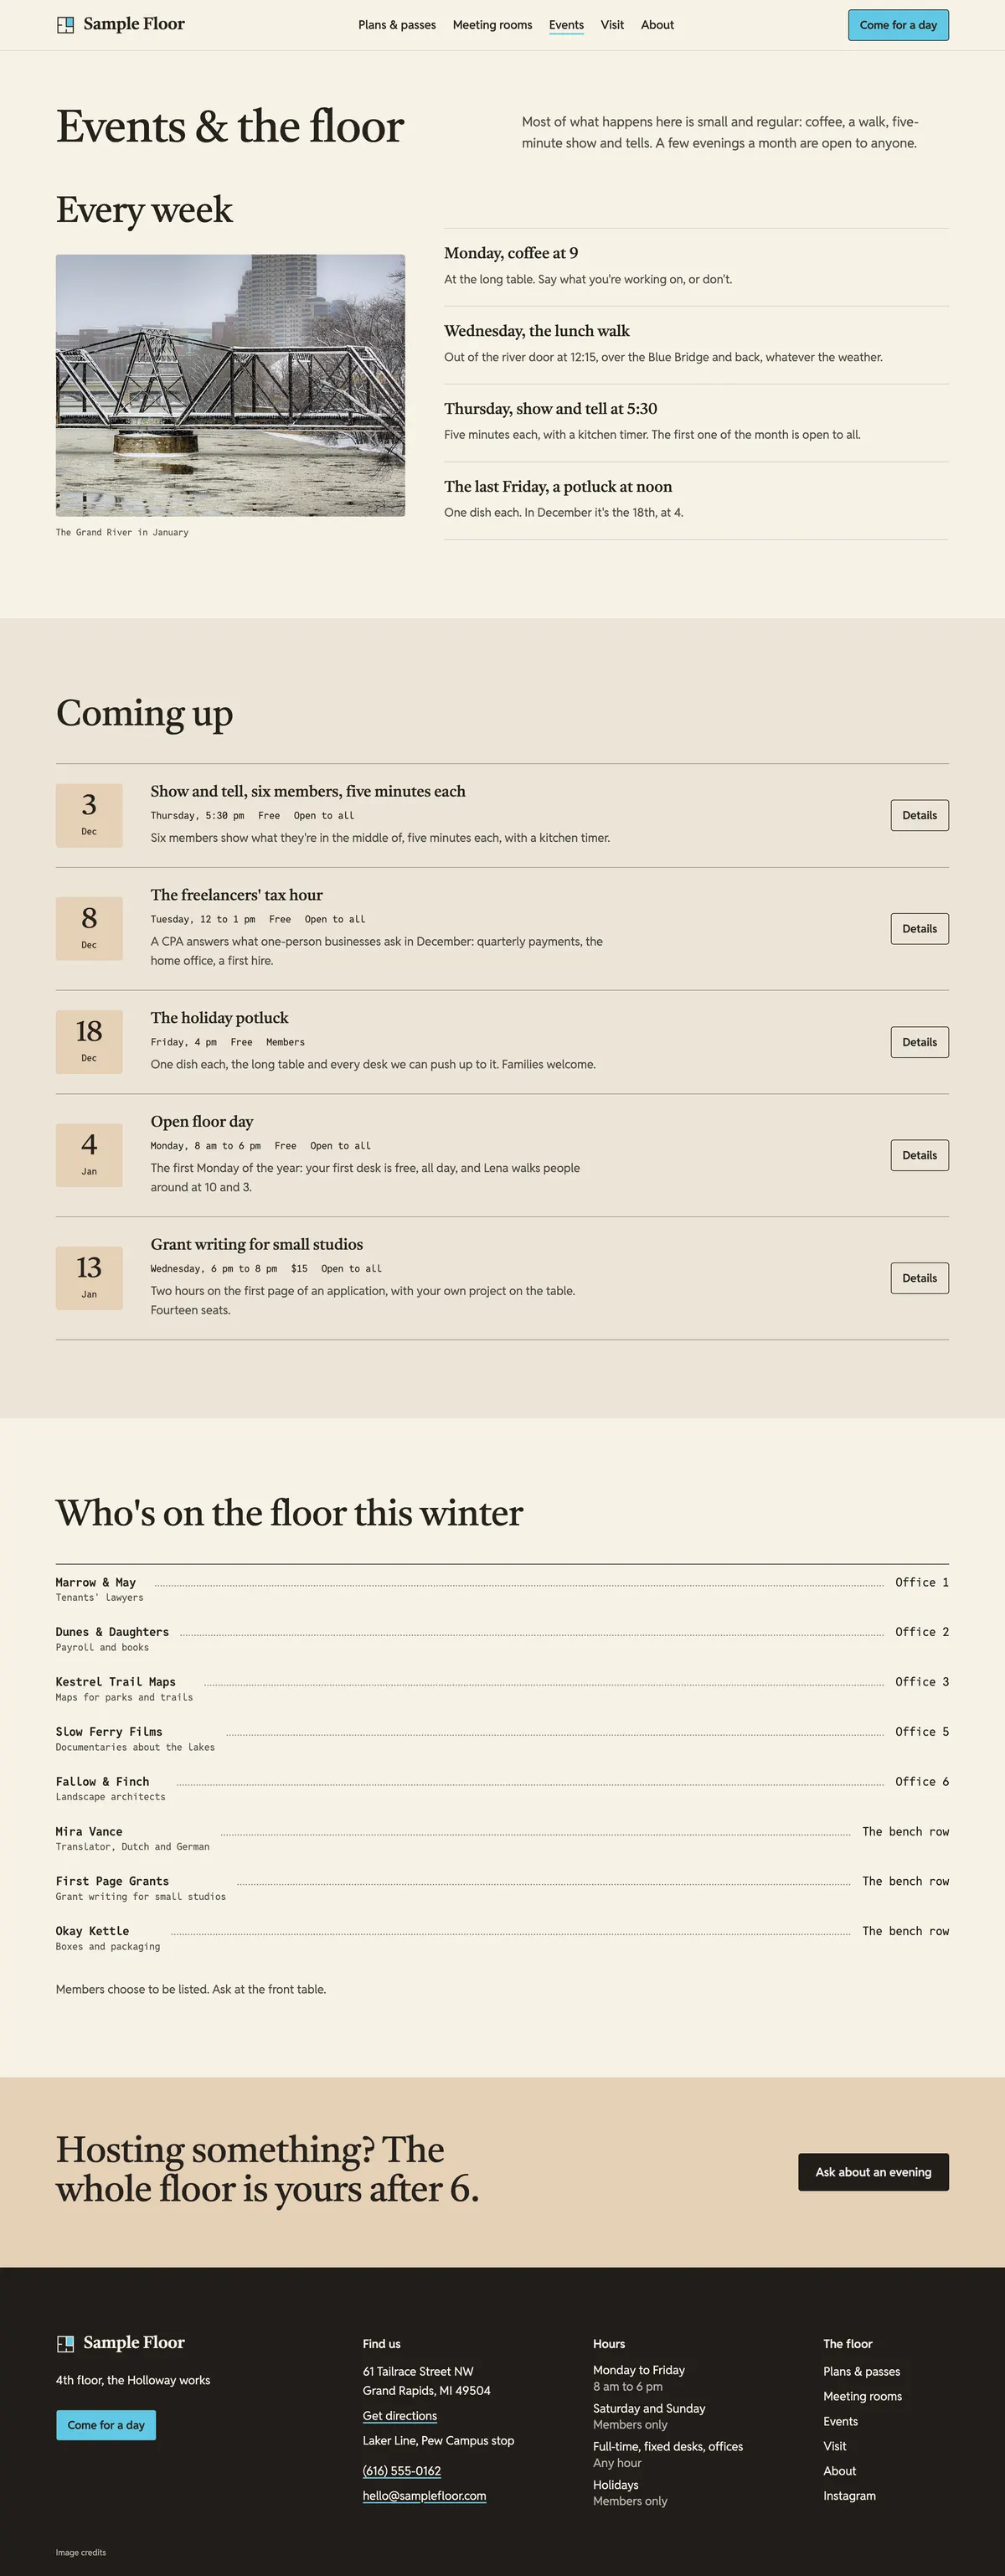 Sample Floor
Plans & passes
Meeting rooms
Events
Visit
About
Come for a day
Events & the floor
Most of what happens here is small and regular: coffee, a walk, five-
minute show and tells. A few evenings a month are open to anyone.
Every week
The Grand River in January
Monday, coffee at 9
At the long table. Say what you're working on, or don't.
Wednesday, the lunch walk
Out of the river door at 12:15, over the Blue Bridge and back, whatever the weather.
Thursday, show and tell at 5:30
Five minutes each, with a kitchen timer. The first one of the month is open to all.
The last Friday, a potluck at noon
One dish each. In December it's the 18th, at 4.
Coming up
3
Dec
Show and tell, six members, five minutes each
Thursday, 5:30 pm Free Open to all
Six members show what they're in the middle of, five minutes each, with a kitchen timer.
Details
8
Dec
The freelancers' tax hour
Tuesday, 12 to 1 pm Free Open to all
A CPA answers what one-person businesses ask in December: quarterly payments, the
home office, a first hire.
Details
18
Dec
The holiday potluck
Friday, 4 pm Free Members
One dish each, the long table and every desk we can push up to it. Families welcome.
Details
4
Jan
Open floor day
Monday, 8 am to 6 pm Free Open to all
The first Monday of the year: your first desk is free, all day, and Lena walks people
around at 10 and 3.
Details
13
Jan
Grant writing for small studios
Wednesday, 6 pm to 8 pm $15 Open to all
Two hours on the first page of an application, with your own project on the table.
Fourteen seats.
Details
Who's on the floor this winter
Marrow & May Office 1
Tenants' lawyers
Dunes & Daughters Office 2
Payroll and books
Kestrel Trail Maps Office 3
Maps for parks and trails
Slow Ferry Films Office 5
Documentaries about the lakes
Fallow & Finch Office 6
Landscape architects
Mira Vance The bench row
Translator, Dutch and German
First Page Grants The bench row
Grant writing for small studios
Okay Kettle The bench row
Boxes and packaging
Members choose to be listed. Ask at the front table.
Hosting something? The
whole floor is yours after 6.
Ask about an evening
Sample Floor
4th floor, the Holloway works
Come for a day
Find us
61 Tailrace Street NW
Grand Rapids, MI 49504
Get directions
Laker Line, Pew Campus stop
(616) 555-0162
hello@samplefloor.com
Hours
Monday to Friday
8 am to 6 pm
Saturday and Sunday
Members only
Full-time, fixed desks, offices
Any hour
Holidays
Members only
The floor
Plans & passes
Meeting rooms
Events
Visit
About
Instagram
Image credits